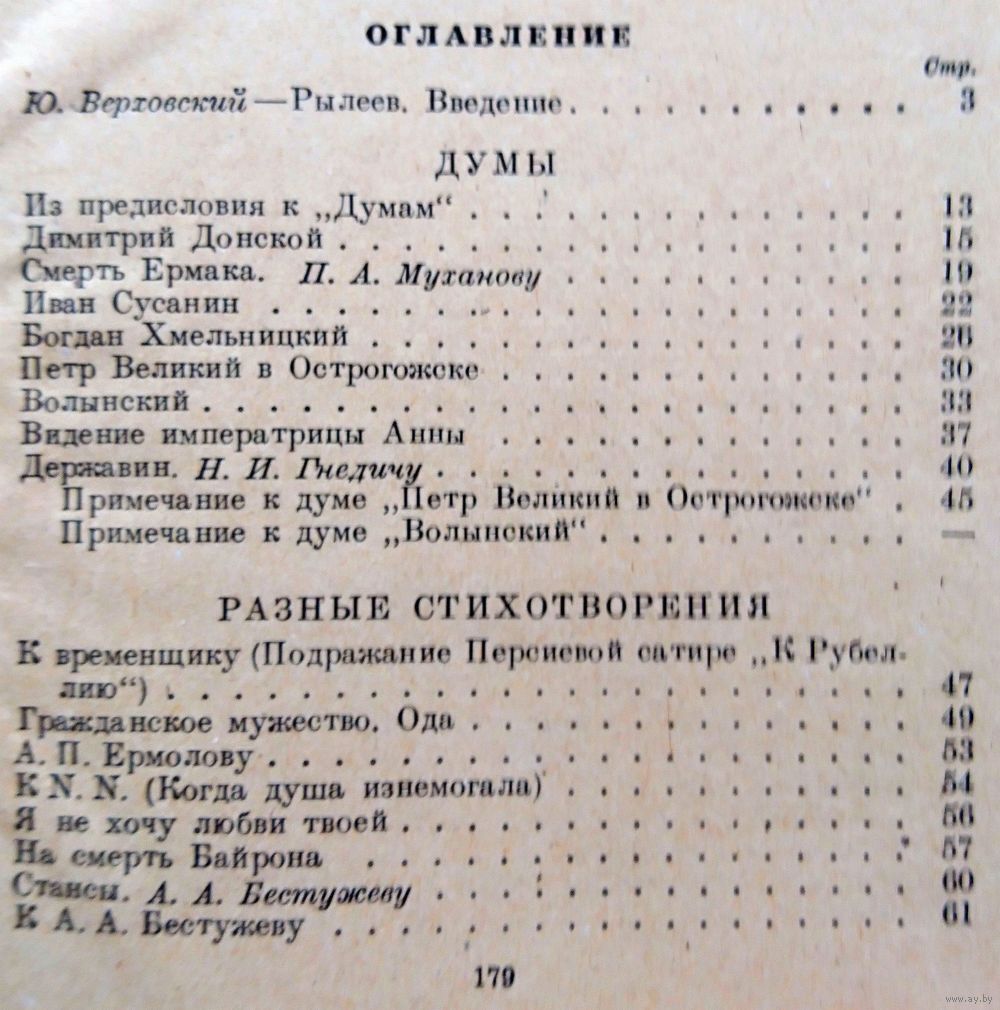 ОГЛАВЛЕНИЕ
Стр.
Ю. Верховский — Рылеев. Введение . . . . . . . . . . . 3
ДУМЫ
Из предисловия к „Думам“ . . . . . . . . . . . . . . 13
Димитрий Донской . . . . . . . . . . . . . . . . . . 15
Смерть Ермака. П. А. Муханову . . . . . . . . . . . 19
Иван Сусанин . . . . . . . . . . . . . . . . . . . . 22
Богдан Хмельницкий . . . . . . . . . . . . . . . . . 26
Петр Великий в Острогожске . . . . . . . . . . . . . 30
Волынский . . . . . . . . . . . . . . . . . . . . . . 33
Видение императрицы Анны . . . . . . . . . . . . . 37
Державин. Н. И. Гнедичу . . . . . . . . . . . . . . . 40
Примечание к думе „Петр Великий в Острогожске“ . 45
Примечание к думе „Волынский“ . . . . . . . . . . —
РАЗНЫЕ СТИХОТВОРЕНИЯ
К временщику (Подражание Персиевой сатире „К Рубел-
лию“) . . . . . . . . . . . . . . . . . . . . . . . 47
Гражданское мужество. Ода . . . . . . . . . . . . . . 49
А. П. Ермолову . . . . . . . . . . . . . . . . . . . . 53
К N. N. (Когда душа изнемогала) . . . . . . . . . . . 54
Я не хочу любви твоей . . . . . . . . . . . . . . . . 56
На смерть Байрона . . . . . . . . . . . . . . . . . 57
Стансы. А. А. Бестужеву . . . . . . . . . . . . . . . 60
К А. А. Бестужеву . . . . . . . . . . . . . . . . . . 61
179
www.ay.by